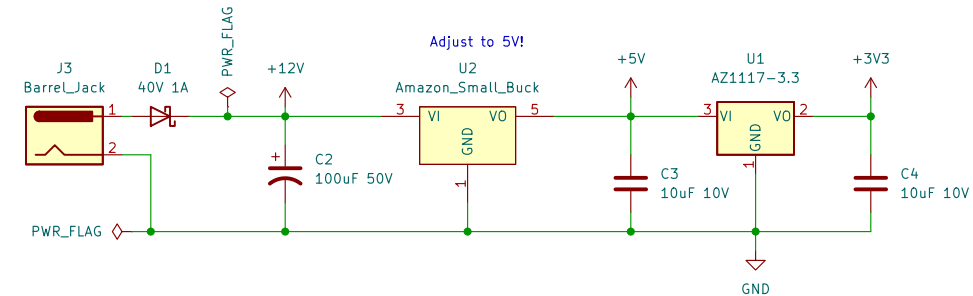 PWR_FLAG
Adjust to 5V!
J3
Barrel_Jack
D1
40V 1A
+12V
U2
Amazon_Small_Buck
+5V
U1
AZ1117-3.3
+3V3
1
2
3
VI
VO
5
GND
1
3
VI
VO
2
GND
1
+
C2
100uF 50V
C3
10uF 10V
C4
10uF 10V
PWR_FLAG
GND